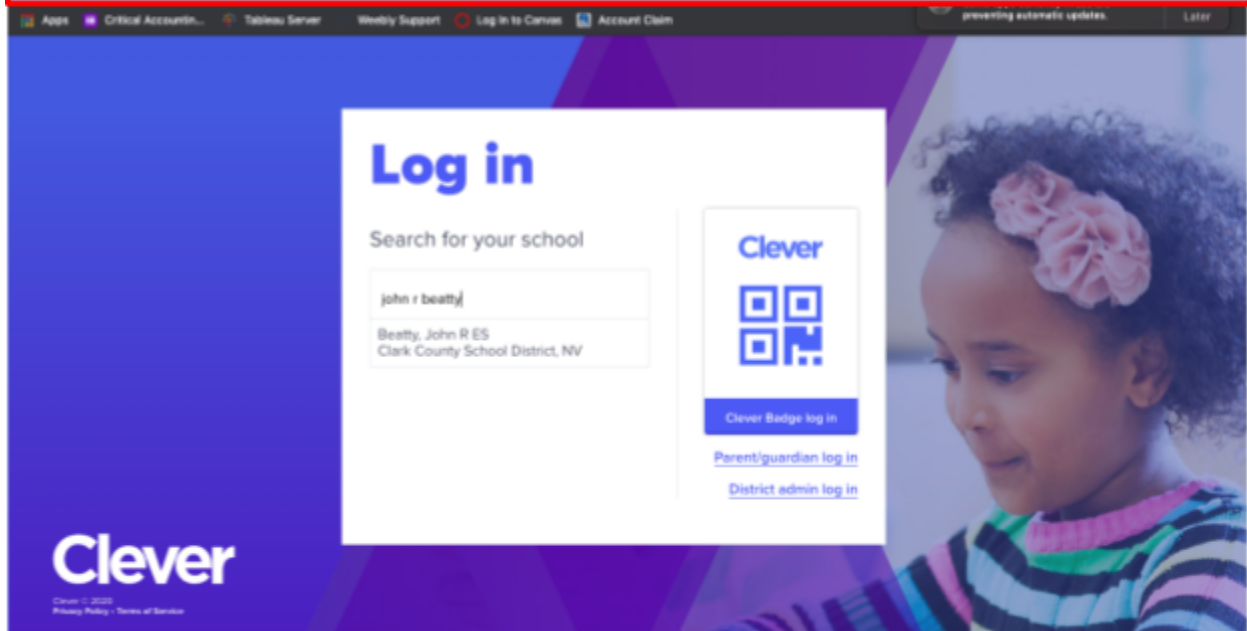 Apps Critical Accountin... Tableau Server Weebly Support Log In to Canvas Account Claim
preventing automatic updates.
Later
Log in
Search for your school
john r beatty
Beatty, John R ES
Clark County School District, NV
Clever
Clever Badge log in
Parent/guardian log in
District admin log in
Clever
Clever © 2020
Privacy Policy - Terms of Service